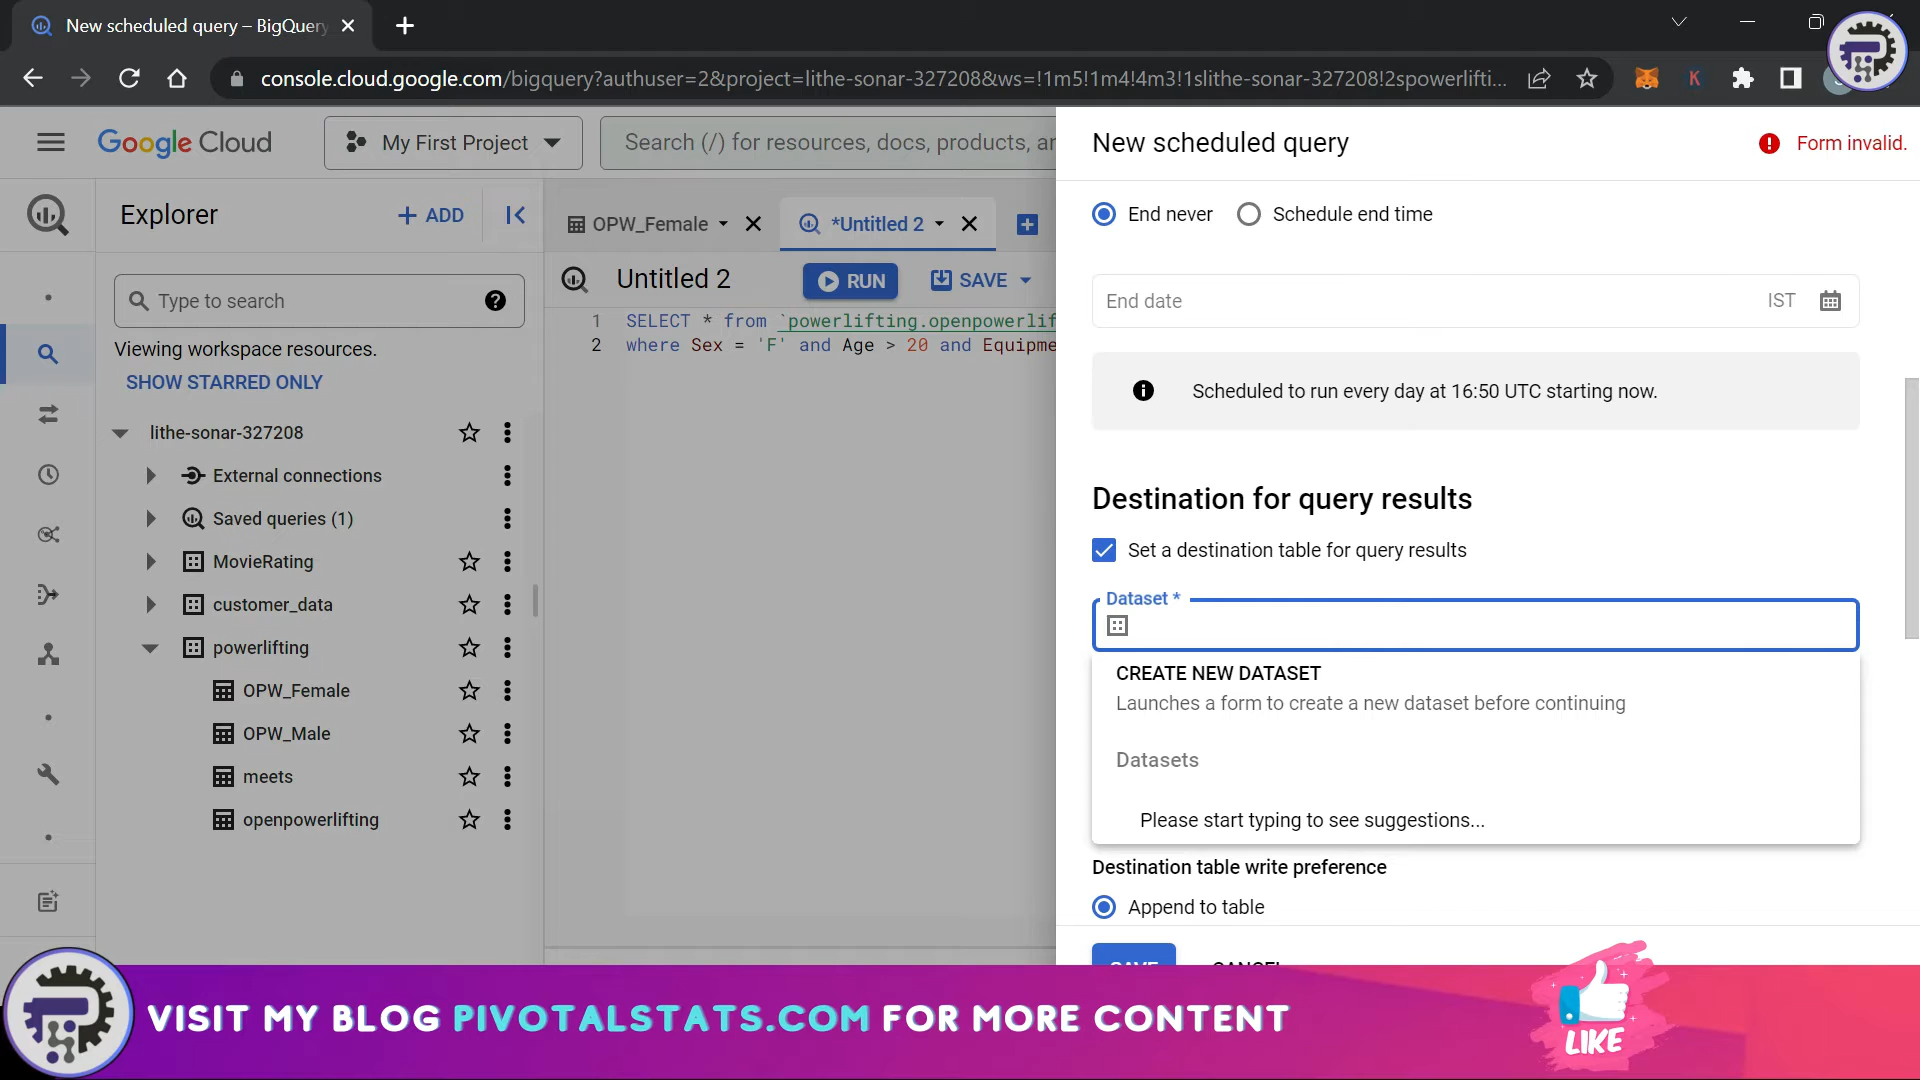 New scheduled query – BigQuery
console.cloud.google.com/bigquery?authuser=2&project=lithe-sonar-327208&ws=!1m5!1m4!4m3!1slithe-sonar-327208!2spowerlifti...
K
Google Cloud
My First Project
Search (/) for resources, docs, products, an
New scheduled query
Form invalid.
Explorer
ADD
OPW_Female
*Untitled 2
End never
Schedule end time
Type to search
Untitled 2
RUN
SAVE
End date
IST
1 SELECT * from `powerlifting.openpowerlif
2 where Sex = 'F' and Age > 20 and Equipme
Viewing workspace resources.
SHOW STARRED ONLY
Scheduled to run every day at 16:50 UTC starting now.
lithe-sonar-327208
External connections
Saved queries (1)
MovieRating
customer_data
powerlifting
OPW_Female
OPW_Male
meets
openpowerlifting
Destination for query results
Set a destination table for query results
Dataset *
CREATE NEW DATASET
Launches a form to create a new dataset before continuing
Datasets
Please start typing to see suggestions...
Destination table write preference
Append to table
SAVE
CANCEL
VISIT MY BLOG PIVOTALSTATS.COM FOR MORE CONTENT
LIKE